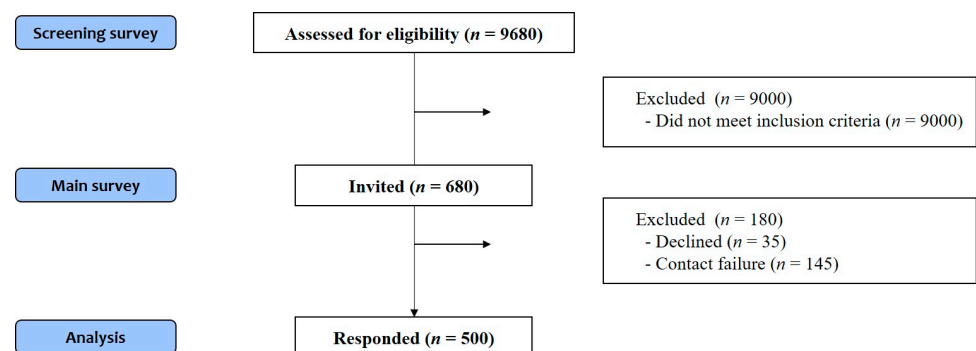 Screening survey
Assessed for eligibility (n = 9680)
Excluded (n = 9000)
- Did not meet inclusion criteria (n = 9000)
Main survey
Invited (n = 680)
Excluded (n = 180)
- Declined (n = 35)
- Contact failure (n = 145)
Analysis
Responded (n = 500)